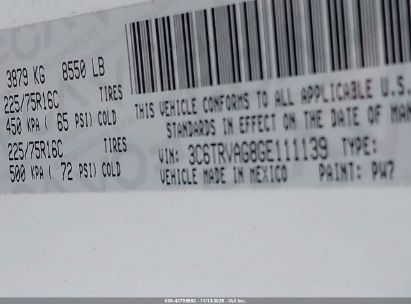 3879 KG 8550 LB
225/75R16C TIRES
450 KPA ( 65 PSI) COLD
225/75R16C TIRES
500 KPA ( 72 PSI) COLD
THIS VEHICLE CONFORMS TO ALL APPLICABLE U.S.
STANDARDS IN EFFECT ON THE DATE OF MAN
VIN: 3C6TRVAG8GE111139 TYPE:
VEHICLE MADE IN MEXICO PAINT: PW7